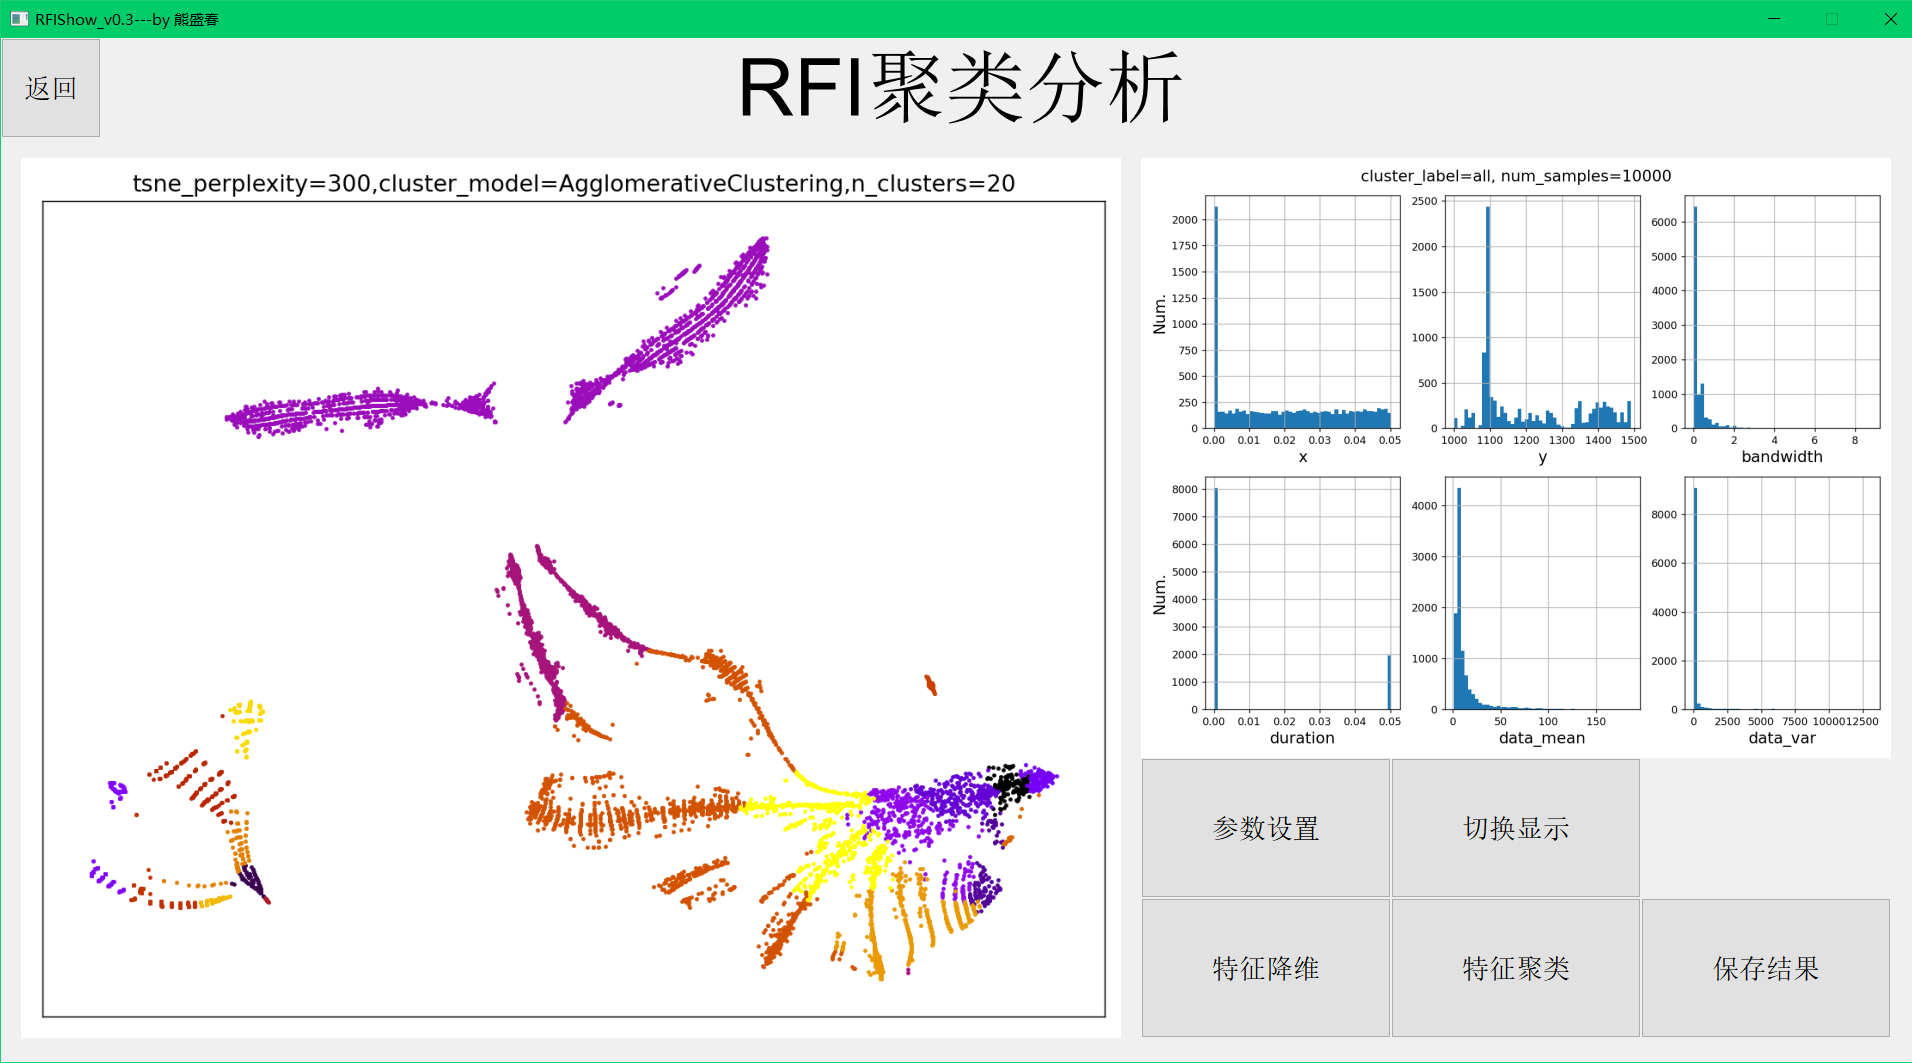 RFIShow_v0.3---by 熊盛春
返回
RFI聚类分析
tsne_perplexity=300,cluster_model=AgglomerativeClustering,n_clusters=20
cluster_label=all, num_samples=10000
Num.
2000
1750
1500
1250
1000
750
500
250
0
0.00 0.01 0.02 0.03 0.04 0.05
x
2500
2000
1500
1000
500
0
1000 1100 1200 1300 1400 1500
y
6000
5000
4000
3000
2000
1000
0
0 2 4 6 8
bandwidth
Num.
8000
7000
6000
5000
4000
3000
2000
1000
0
0.00 0.01 0.02 0.03 0.04 0.05
duration
4000
3000
2000
1000
0
0 50 100 150
data_mean
8000
6000
4000
2000
0
0 2500 5000 7500 10000 12500
data_var
参数设置
切换显示
特征降维
特征聚类
保存结果